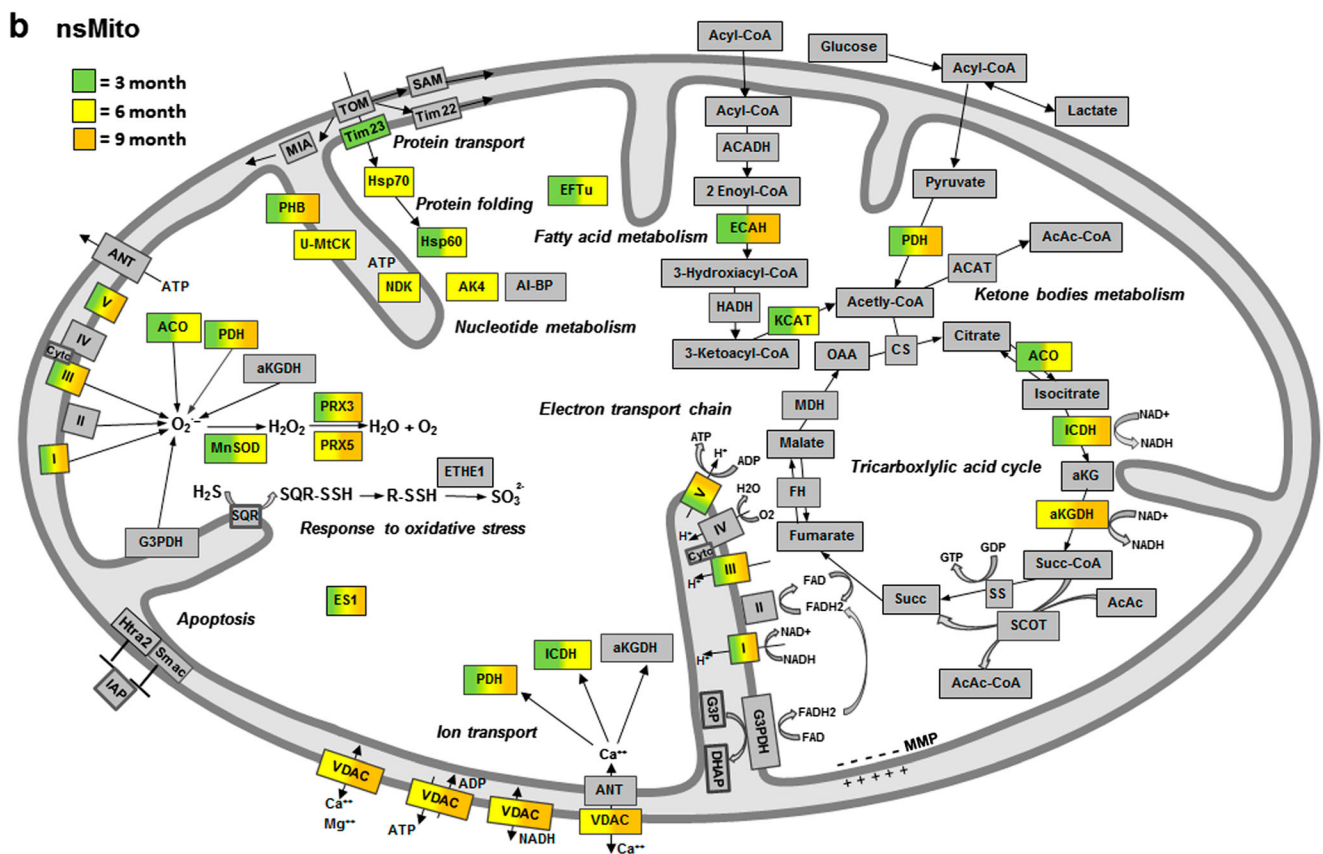 b nsMito
= 3 month
= 6 month
= 9 month
TOM
SAM
Tim22
Tim23
MIA
Protein transport
Hsp70
Protein folding
Hsp60
EFTu
PHB
U-MtCK
ATP
NDK
AK4
AI-BP
Nucleotide metabolism
Acyl-CoA
Acyl-CoA
ACADH
2 Enoyl-CoA
ECAH
Fatty acid metabolism
3-Hydroxiacyl-CoA
HADH
KCAT
3-Ketoacyl-CoA
Glucose
Acyl-CoA
Lactate
Pyruvate
PDH
AcAc-CoA
ACAT
Acetly-CoA
Ketone bodies metabolism
OAA
CS
Citrate
ACO
Isocitrate
ICDH
NAD+
NADH
aKG
aKGDH
NAD+
NADH
Succ-CoA
GTP
GDP
SS
Succ
SCOT
AcAc
AcAc-CoA
Fumarate
FH
Malate
MDH
Tricarboxlylic acid cycle
ANT
ATP
V
IV
Cytc
III
II
I
ACO
PDH
aKGDH
O₂˙⁻
MnSOD
H₂O₂
PRX3
PRX5
H₂O + O₂
H₂S
SQR
SQR-SSH
R-SSH
ETHE1
SO₃²⁻
Response to oxidative stress
G3PDH
ES1
Apoptosis
Htra2
Smac
IAP
Electron transport chain
ATP
ADP
H⁺
V
H2O
O2
IV
H⁺
Cytc
III
H⁺
II
FAD
FADH2
I
H⁺
NAD+
NADH
G3P
DHAP
G3PDH
FADH2
FAD
- - - - - MMP
+ + + + +
PDH
ICDH
aKGDH
Ion transport
Ca⁺⁺
ANT
VDAC
Ca⁺⁺
VDAC
Ca⁺⁺
Mg⁺⁺
VDAC
ADP
ATP
VDAC
NADH